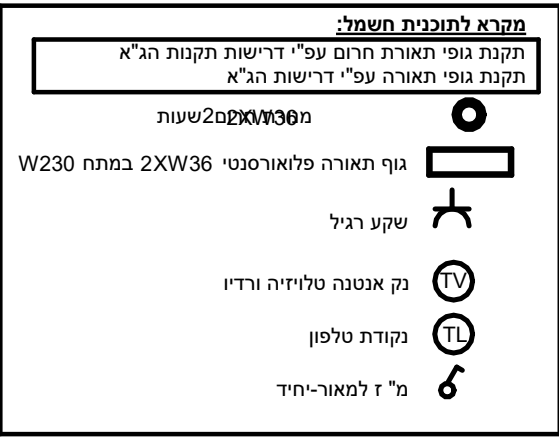 מקרא לתוכנית חשמל:
תקנת גופי תאורת חרום עפ"י דרישות תקנות הג"א
תקנת גופי תאורה עפ"י דרישות הג"א
2שעות
גוף תאורה פלואורסנטי 2XW36 במתח W230
שקע רגיל
TV נק אנטנה טלויזיה ורדיו
TL נקודת טלפון
מ" ז למאור-יחיד